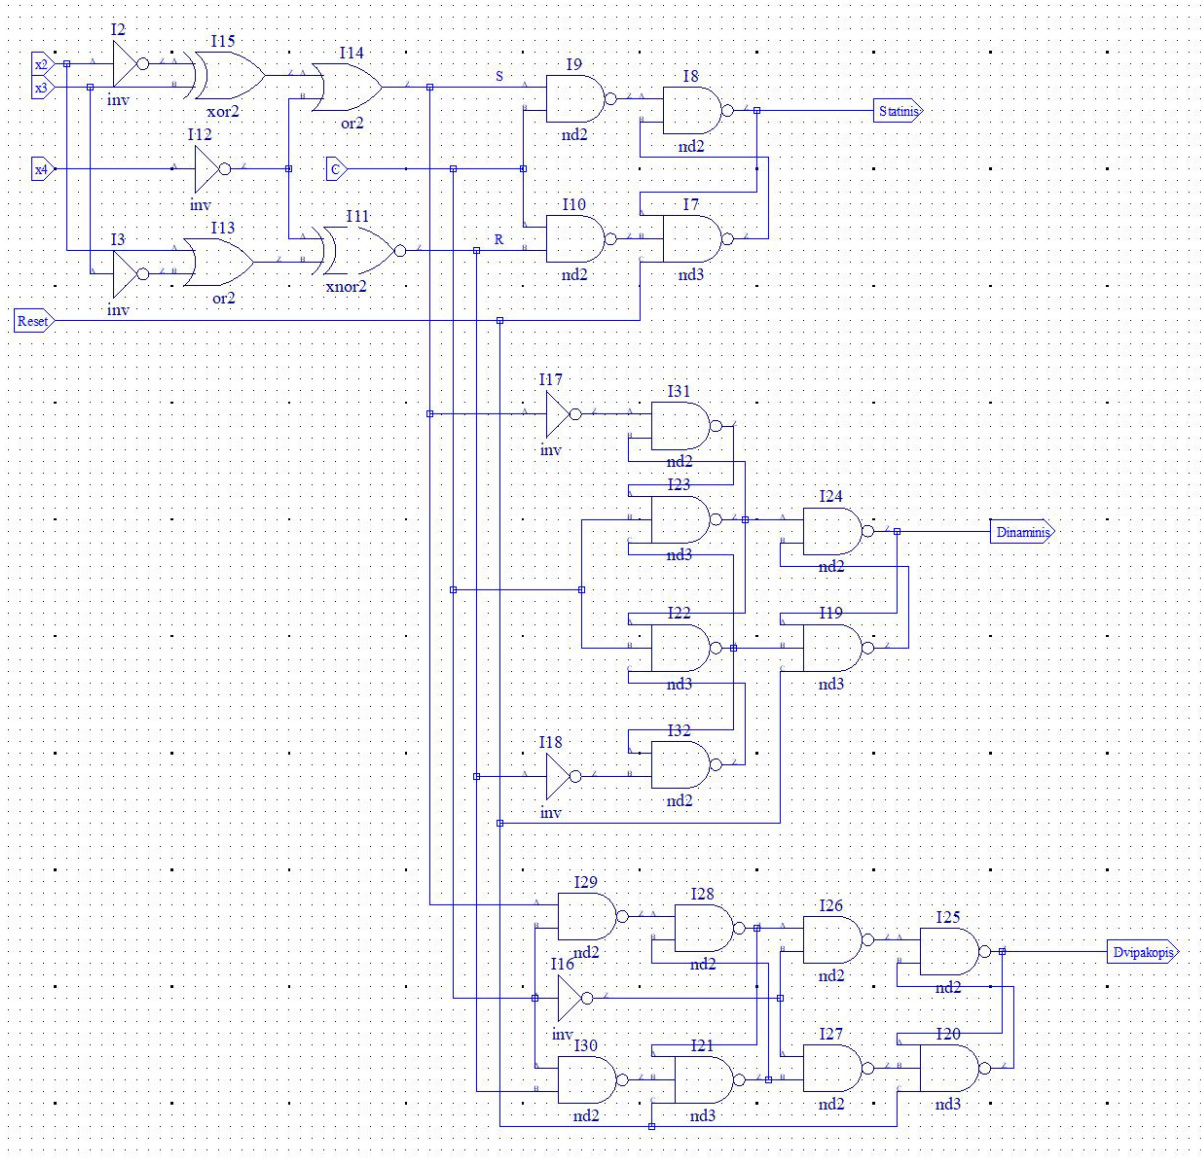 I2
I15
I14
x2
x3
inv
xor2
or2
S
I9
I8
nd2
nd2
Statinis
I12
x4
C
inv
I3
I13
I11
I10
I7
R
inv
or2
xnor2
nd2
nd3
Reset
I17
I31
inv
nd2
I23
I24
nd3
nd2
Dinaminis
I22
I19
nd3
nd3
I18
I32
inv
nd2
I29
I28
I26
I25
nd2
nd2
nd2
nd2
Dvipakopis
I16
inv
I30
I21
I27
I20
nd2
nd3
nd2
nd3